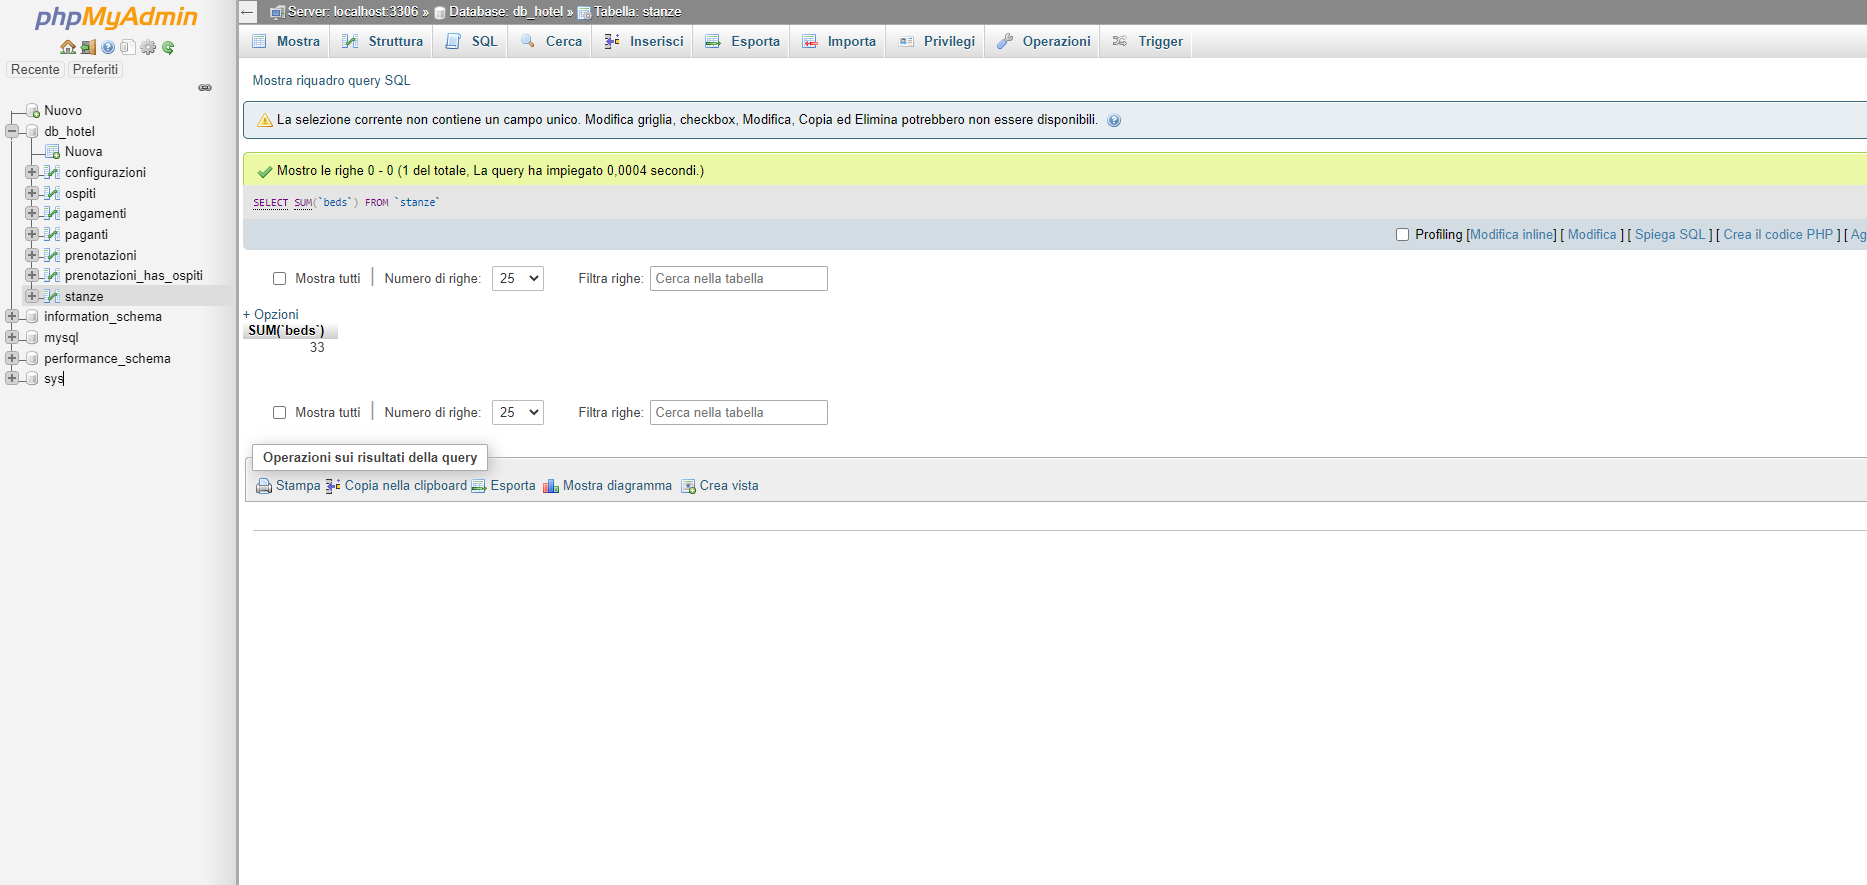 phpMyAdmin
Recente Preferiti
Nuovo
db_hotel
Nuova
configurazioni
ospiti
pagamenti
paganti
prenotazioni
prenotazioni_has_ospiti
stanze
information_schema
mysql
performance_schema
sys
Server: localhost:3306 » Database: db_hotel » Tabella: stanze
Mostra Struttura SQL Cerca Inserisci Esporta Importa Privilegi Operazioni Trigger
Mostra riquadro query SQL
La selezione corrente non contiene un campo unico. Modifica griglia, checkbox, Modifica, Copia ed Elimina potrebbero non essere disponibili.
Mostro le righe 0 - 0 (1 del totale, La query ha impiegato 0,0004 secondi.)
SELECT SUM(`beds`) FROM `stanze`
Profiling [Modifica inline] [ Modifica ] [ Spiega SQL ] [ Crea il codice PHP ] [ Ag
Mostra tutti | Numero di righe: 25 Filtra righe: Cerca nella tabella
+ Opzioni
SUM(`beds`)
33
Mostra tutti | Numero di righe: 25 Filtra righe: Cerca nella tabella
Operazioni sui risultati della query
Stampa Copia nella clipboard Esporta Mostra diagramma Crea vista